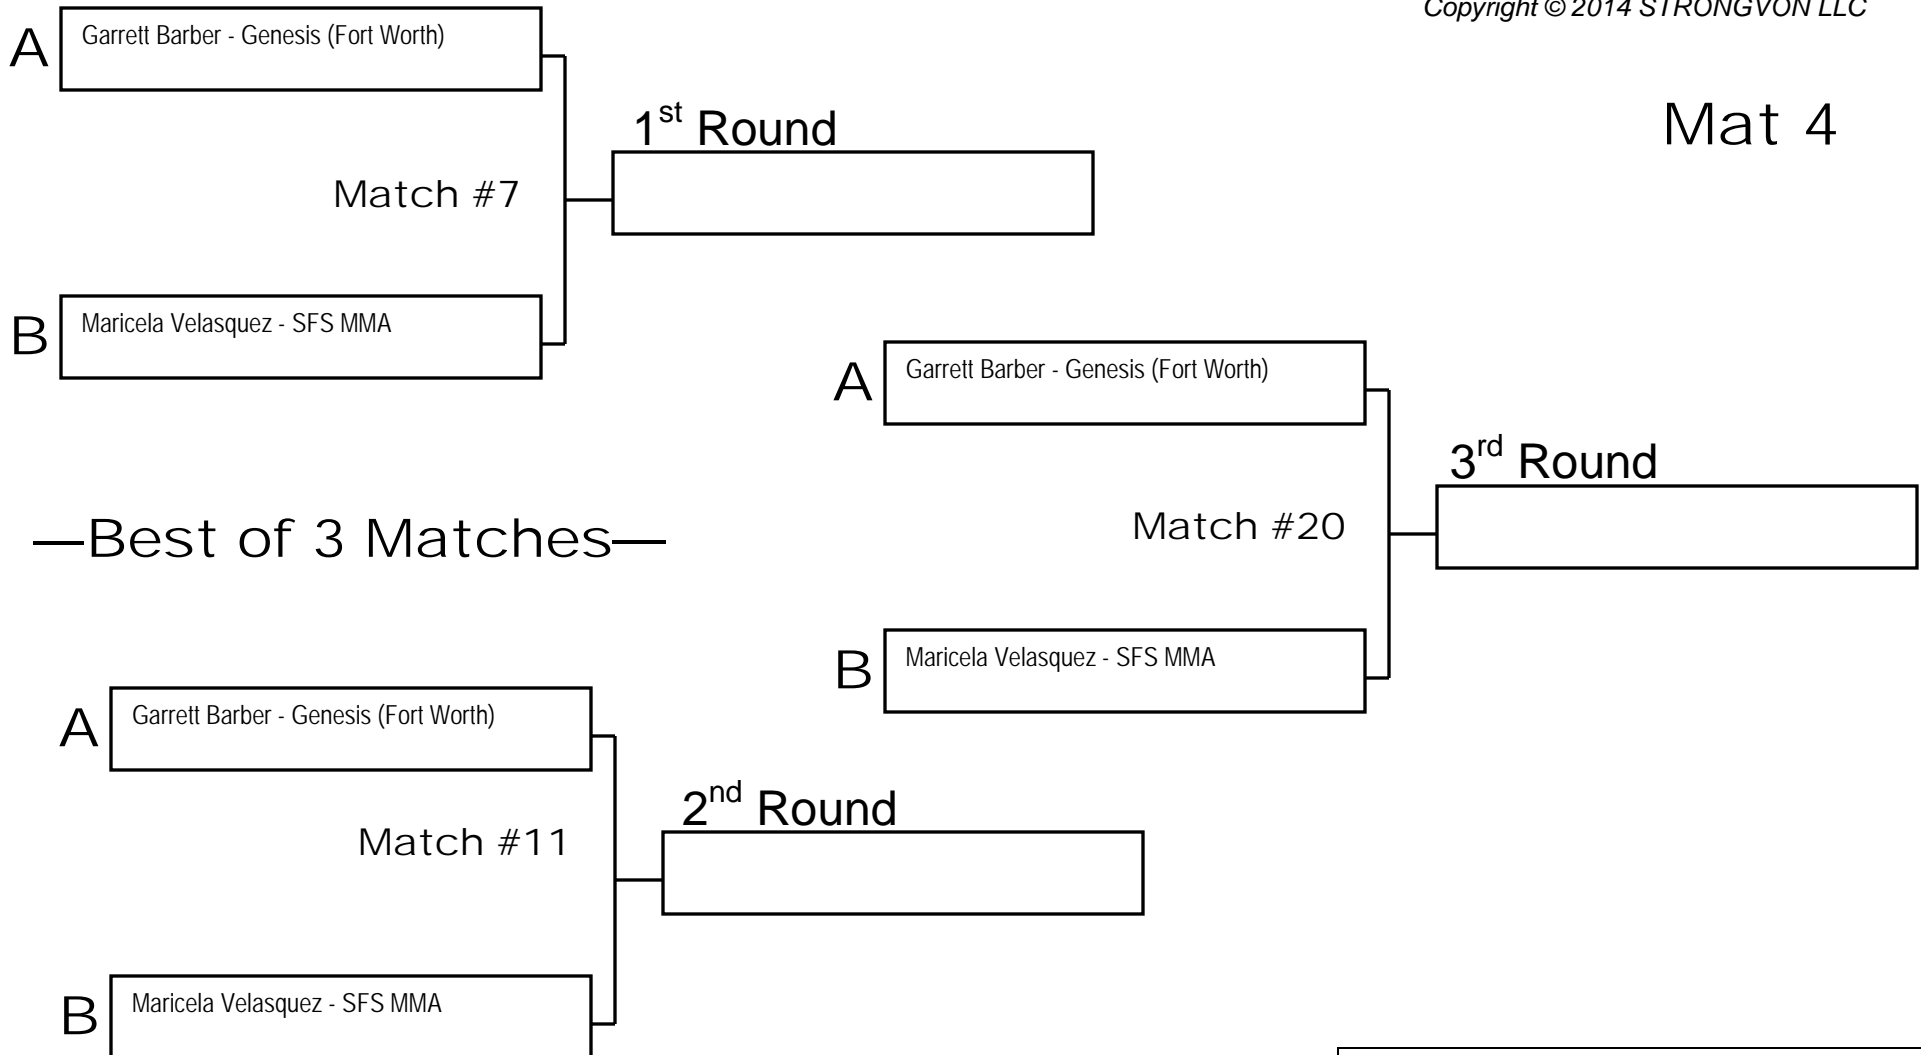 Copyright © 2014 STRONGVON LLC
A
Garrett Barber - Genesis (Fort Worth)
Mat 4
1st Round
Match #7
B
Maricela Velasquez - SFS MMA
A
Garrett Barber - Genesis (Fort Worth)
3rd Round
Match #20
—Best of 3 Matches—
B
Maricela Velasquez - SFS MMA
A
Garrett Barber - Genesis (Fort Worth)
2nd Round
Match #11
B
Maricela Velasquez - SFS MMA